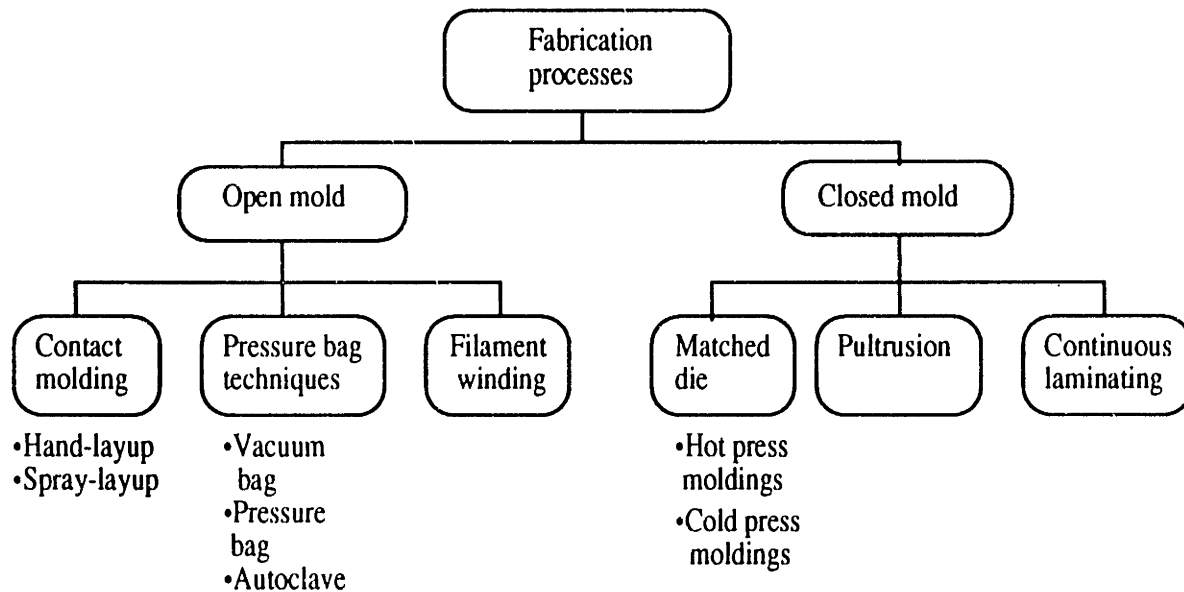 Fabrication
processes
Open mold
Closed mold
Contact
molding
Pressure bag
techniques
Filament
winding
Matched
die
Pultrusion
Continuous
laminating
•Hand-layup
•Spray-layup
•Vacuum
bag
•Pressure
bag
•Autoclave
•Hot press
moldings
•Cold press
moldings